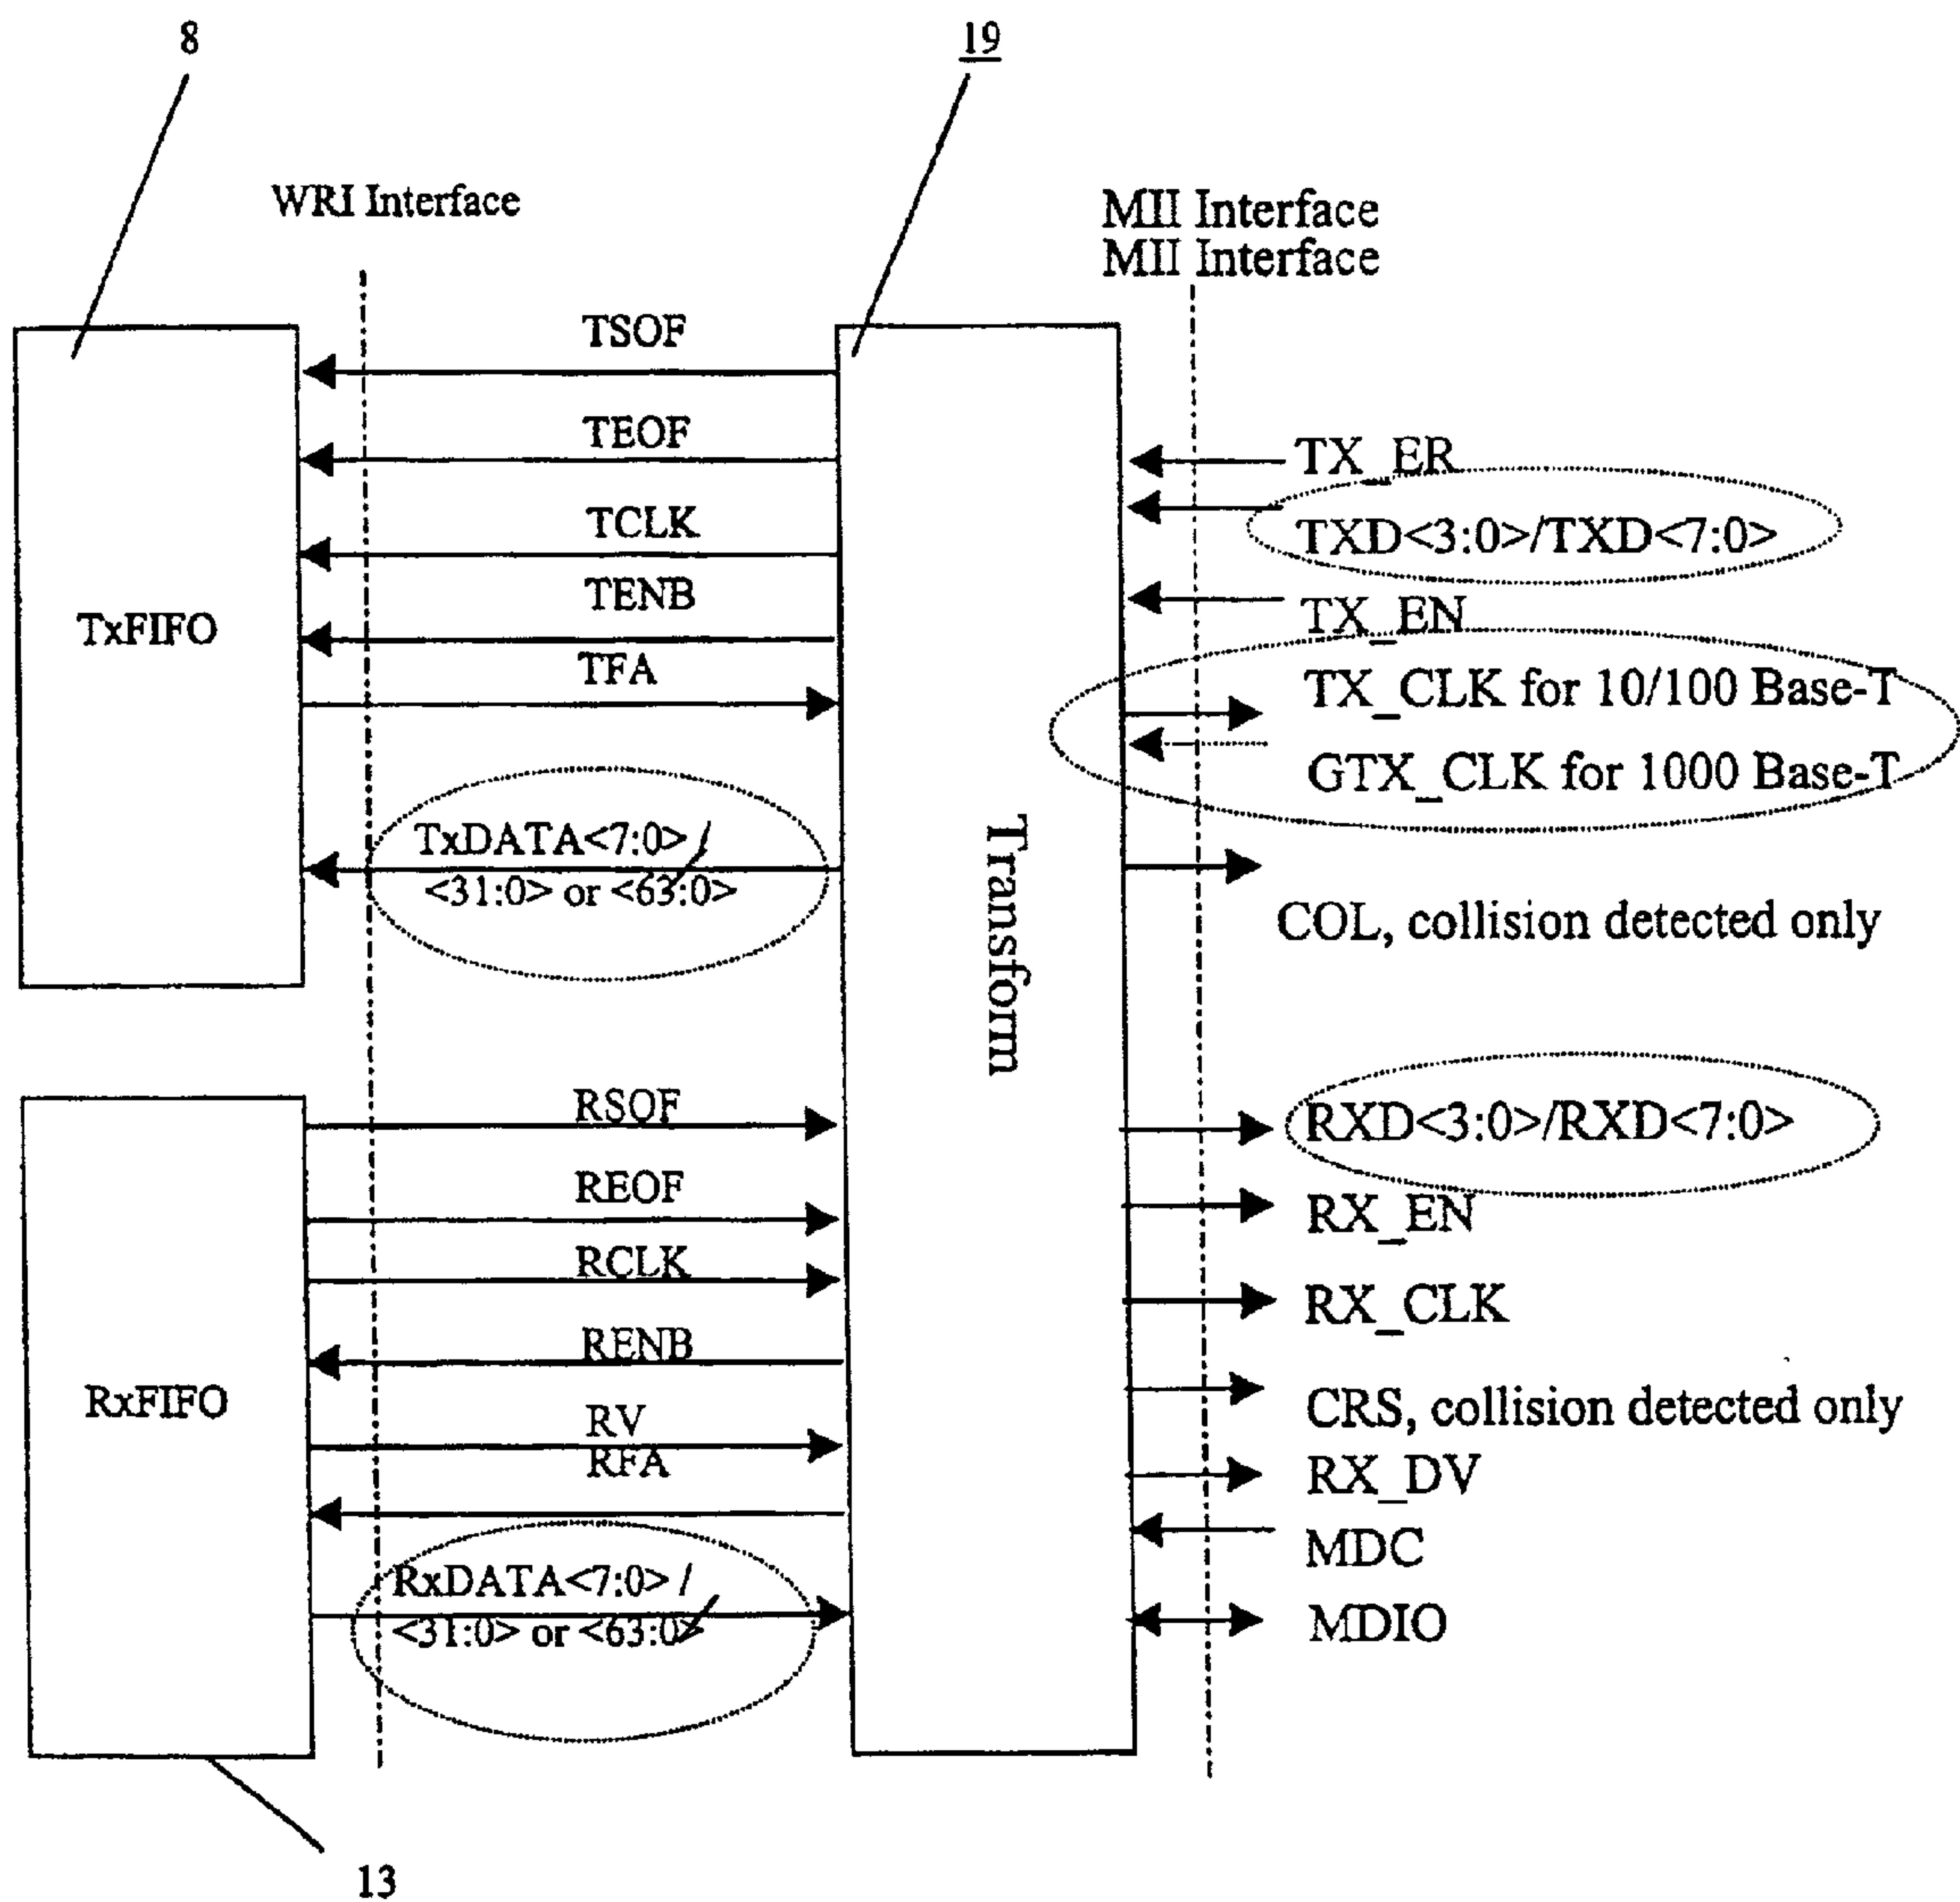 8
19
WRI Interface
MII Interface
MII Interface
TSOF
TEOF
TCLK
TENB
TFA
TxDATA<7:0> /
<31:0> or <63:0>
TxFIFO
Transform
TX_ER
TXD<3:0>/TXD<7:0>
TX_EN
TX_CLK for 10/100 Base-T
GTX_CLK for 1000 Base-T
COL, collision detected only
RSOF
REOF
RCLK
RENB
RV
RFA
RxDATA<7:0> /
<31:0> or <63:0>
RxFIFO
RXD<3:0>/RXD<7:0>
RX_EN
RX_CLK
CRS, collision detected only
RX_DV
MDC
MDIO
13